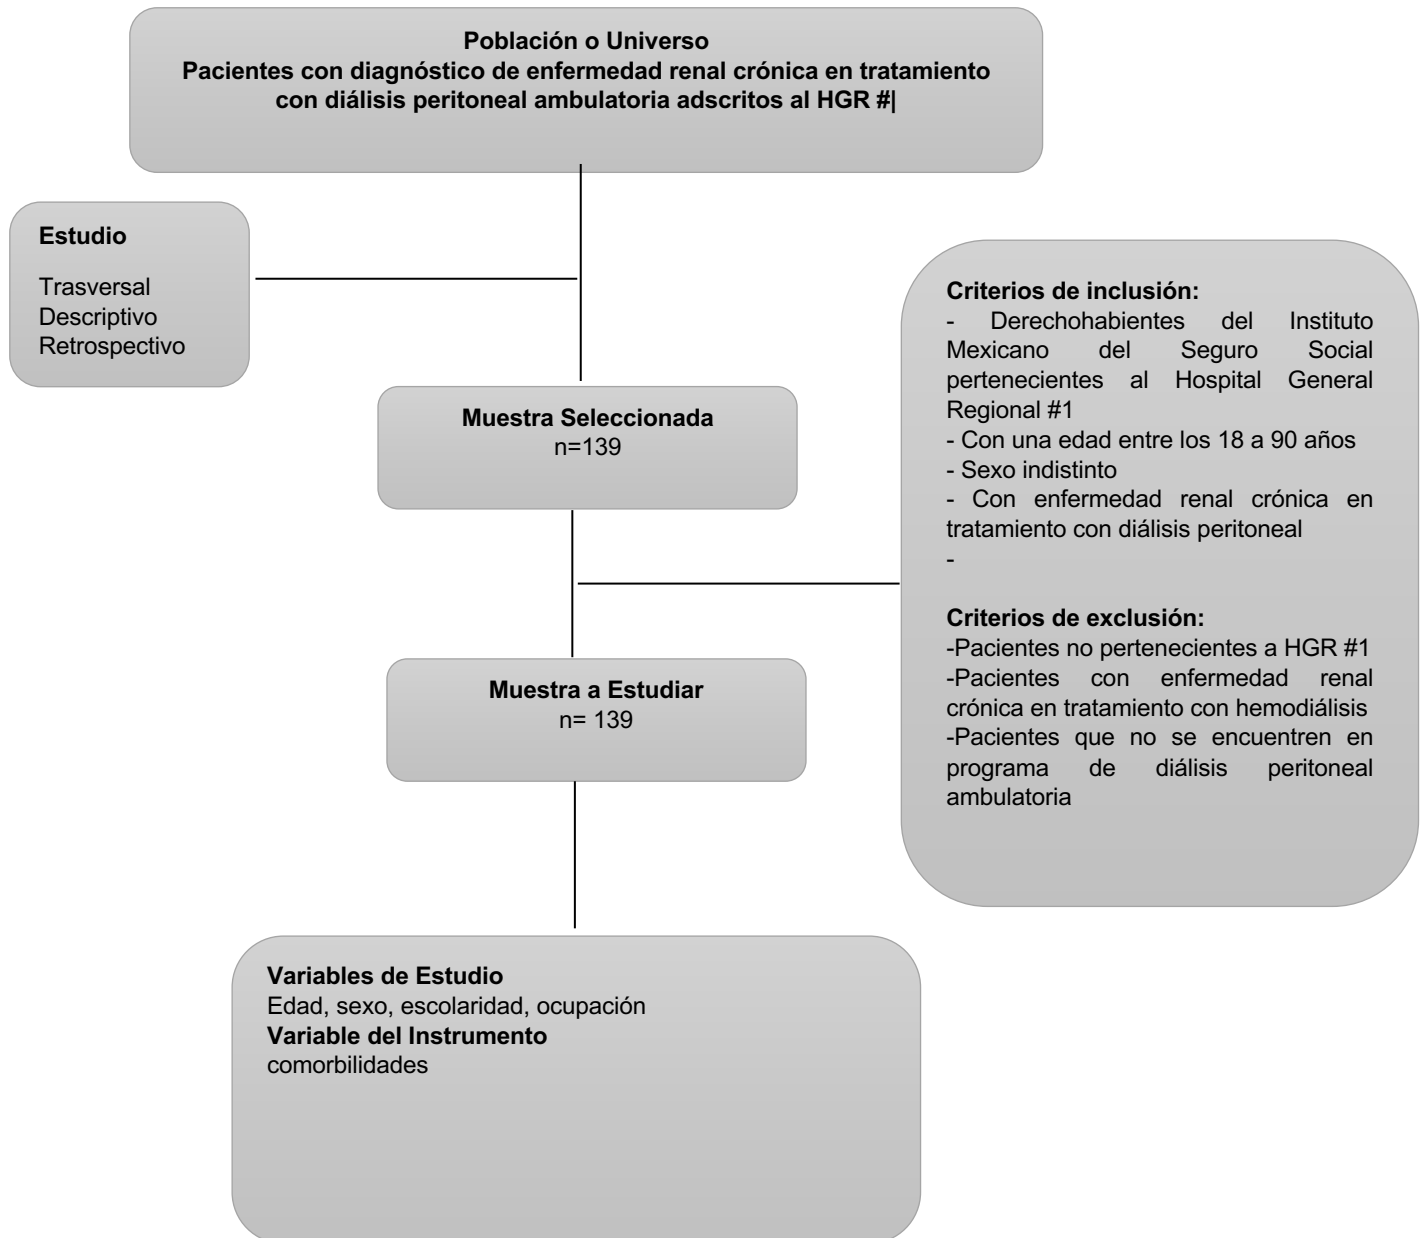 Población o Universo
Pacientes con diagnóstico de enfermedad renal crónica en tratamiento
con diálisis peritoneal ambulatoria adscritos al HGR #|
Estudio
Trasversal
Descriptivo
Retrospectivo
Muestra Seleccionada
n=139
Criterios de inclusión:
- Derechohabientes del Instituto
Mexicano del Seguro Social
pertenecientes al Hospital General
Regional #1
- Con una edad entre los 18 a 90 años
- Sexo indistinto
- Con enfermedad renal crónica en
tratamiento con diálisis peritoneal
-
Criterios de exclusión:
-Pacientes no pertenecientes a HGR #1
-Pacientes con enfermedad renal
crónica en tratamiento con hemodiálisis
-Pacientes que no se encuentren en
programa de diálisis peritoneal
ambulatoria
Muestra a Estudiar
n= 139
Variables de Estudio
Edad, sexo, escolaridad, ocupación
Variable del Instrumento
comorbilidades